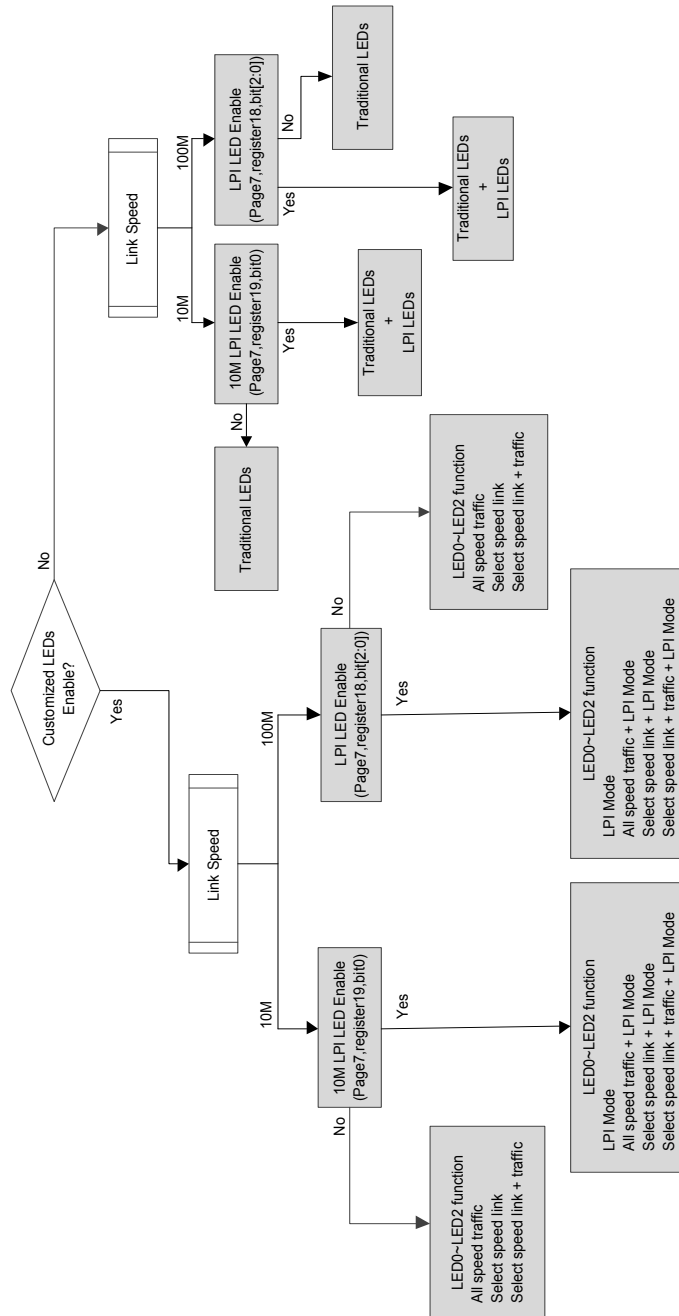 Customized LEDs
Enable?
Yes
No
Link Speed
10M
100M
10M LPI LED Enable
(Page7,register19,bit0)
No
Yes
LED0~LED2 function
All speed traffic
Select speed link
Select speed link + traffic
LED0~LED2 function
LPI Mode
All speed traffic + LPI Mode
Select speed link + LPI Mode
Select speed link + traffic + LPI Mode
LPI LED Enable
(Page7,register18,bit[2:0])
Yes
No
LED0~LED2 function
LPI Mode
All speed traffic + LPI Mode
Select speed link + LPI Mode
Select speed link + traffic + LPI Mode
LED0~LED2 function
All speed traffic
Select speed link
Select speed link + traffic
Link Speed
10M
100M
10M LPI LED Enable
(Page7,register19,bit0)
No
Yes
Traditional LEDs
Traditional LEDs
+
LPI LEDs
LPI LED Enable
(Page7,register18,bit[2:0])
Yes
No
Traditional LEDs
+
LPI LEDs
Traditional LEDs